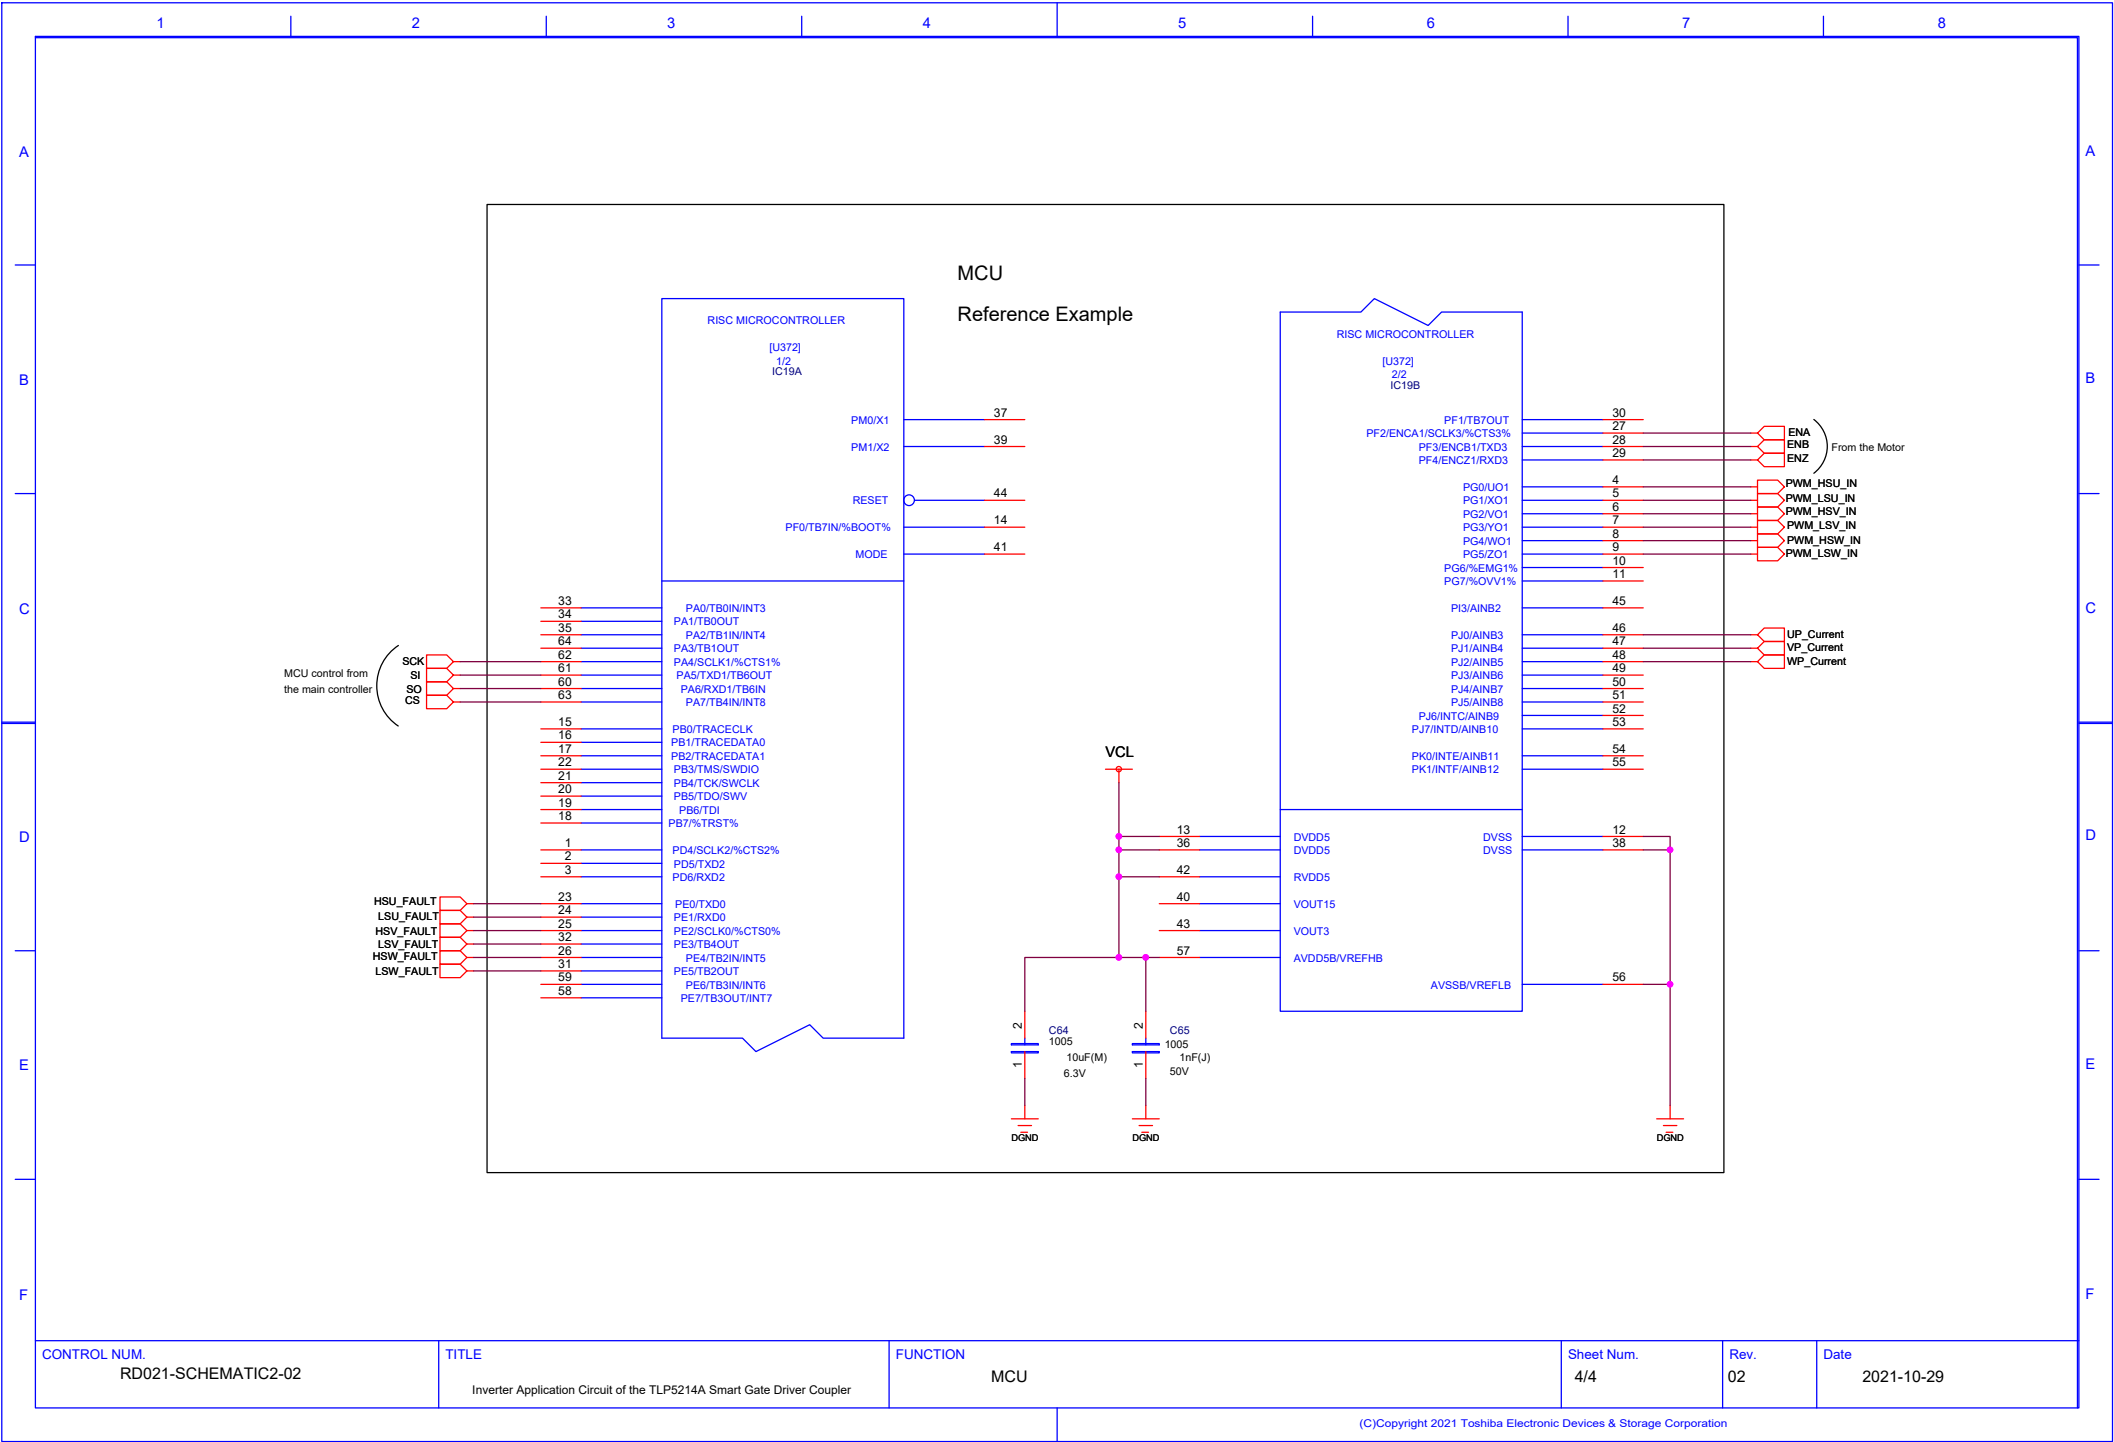 1 2 3 4 5 6 7 8
A A
B B
C C
D D
E E
F F
MCU
Reference Example
RISC MICROCONTROLLER
[U372]
1/2
IC19A
PM0/X1 37
PM1/X2 39
RESET 44
PF0/TB7IN/%BOOT% 14
MODE 41
33 PA0/TB0IN/INT3
34 PA1/TB0OUT
35 PA2/TB1IN/INT4
64 PA3/TB1OUT
MCU control from
the main controller
SCK 62 PA4/SCLK1/%CTS1%
SI 61 PA5/TXD1/TB6OUT
SO 60 PA6/RXD1/TB6IN
CS 63 PA7/TB4IN/INT8
15 PB0/TRACECLK
16 PB1/TRACEDATA0
17 PB2/TRACEDATA1
22 PB3/TMS/SWDIO
21 PB4/TCK/SWCLK
20 PB5/TDO/SWV
19 PB6/TDI
18 PB7/%TRST%
1 PD4/SCLK2/%CTS2%
2 PD5/TXD2
3 PD6/RXD2
HSU_FAULT 23 PE0/TXD0
LSU_FAULT 24 PE1/RXD0
HSV_FAULT 25 PE2/SCLK0/%CTS0%
LSV_FAULT 32 PE3/TB4OUT
HSW_FAULT 26 PE4/TB2IN/INT5
LSW_FAULT 31 PE5/TB2OUT
59 PE6/TB3IN/INT6
58 PE7/TB3OUT/INT7
RISC MICROCONTROLLER
[U372]
2/2
IC19B
PF1/TB7OUT 30
PF2/ENCA1/SCLK3/%CTS3% 27 ENA
PF3/ENCB1/TXD3 28 ENB
PF4/ENCZ1/RXD3 29 ENZ
From the Motor
PG0/UO1 4 PWM_HSU_IN
PG1/XO1 5 PWM_LSU_IN
PG2/VO1 6 PWM_HSV_IN
PG3/YO1 7 PWM_LSV_IN
PG4/WO1 8 PWM_HSW_IN
PG5/ZO1 9 PWM_LSW_IN
PG6/%EMG1% 10
PG7/%OVV1% 11
PI3/AINB2 45
PJ0/AINB3 46 UP_Current
PJ1/AINB4 47 VP_Current
PJ2/AINB5 48 WP_Current
PJ3/AINB6 49
PJ4/AINB7 50
PJ5/AINB8 51
PJ6/INTC/AINB9 52
PJ7/INTD/AINB10 53
PK0/INTE/AINB11 54
PK1/INTF/AINB12 55
VCL
13 DVDD5 DVSS 12
36 DVDD5 DVSS 38
42 RVDD5
40 VOUT15
43 VOUT3
57 AVDD5B/VREFHB
AVSSB/VREFLB 56
2 C64
1005
10uF(M)
1 6.3V
DGND
2 C65
1005
1nF(J)
1 50V
DGND
DGND
CONTROL NUM.
RD021-SCHEMATIC2-02
TITLE
Inverter Application Circuit of the TLP5214A Smart Gate Driver Coupler
FUNCTION
MCU
Sheet Num.
4/4
Rev.
02
Date
2021-10-29
(C)Copyright 2021 Toshiba Electronic Devices & Storage Corporation